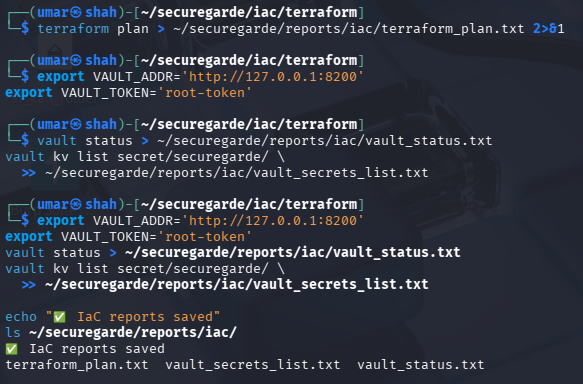 ┌──(umar㉿shah)-[~/securegarde/iac/terraform]
└─$ terraform plan > ~/securegarde/reports/iac/terraform_plan.txt 2>&1
┌──(umar㉿shah)-[~/securegarde/iac/terraform]
└─$ export VAULT_ADDR='http://127.0.0.1:8200'
export VAULT_TOKEN='root-token'
┌──(umar㉿shah)-[~/securegarde/iac/terraform]
└─$ vault status > ~/securegarde/reports/iac/vault_status.txt
vault kv list secret/securegarde/ \
  >> ~/securegarde/reports/iac/vault_secrets_list.txt
┌──(umar㉿shah)-[~/securegarde/iac/terraform]
└─$ export VAULT_ADDR='http://127.0.0.1:8200'
export VAULT_TOKEN='root-token'
vault status > ~/securegarde/reports/iac/vault_status.txt
vault kv list secret/securegarde/ \
  >> ~/securegarde/reports/iac/vault_secrets_list.txt
echo "✅ IaC reports saved"
ls ~/securegarde/reports/iac/
✅ IaC reports saved
terraform_plan.txt  vault_secrets_list.txt  vault_status.txt